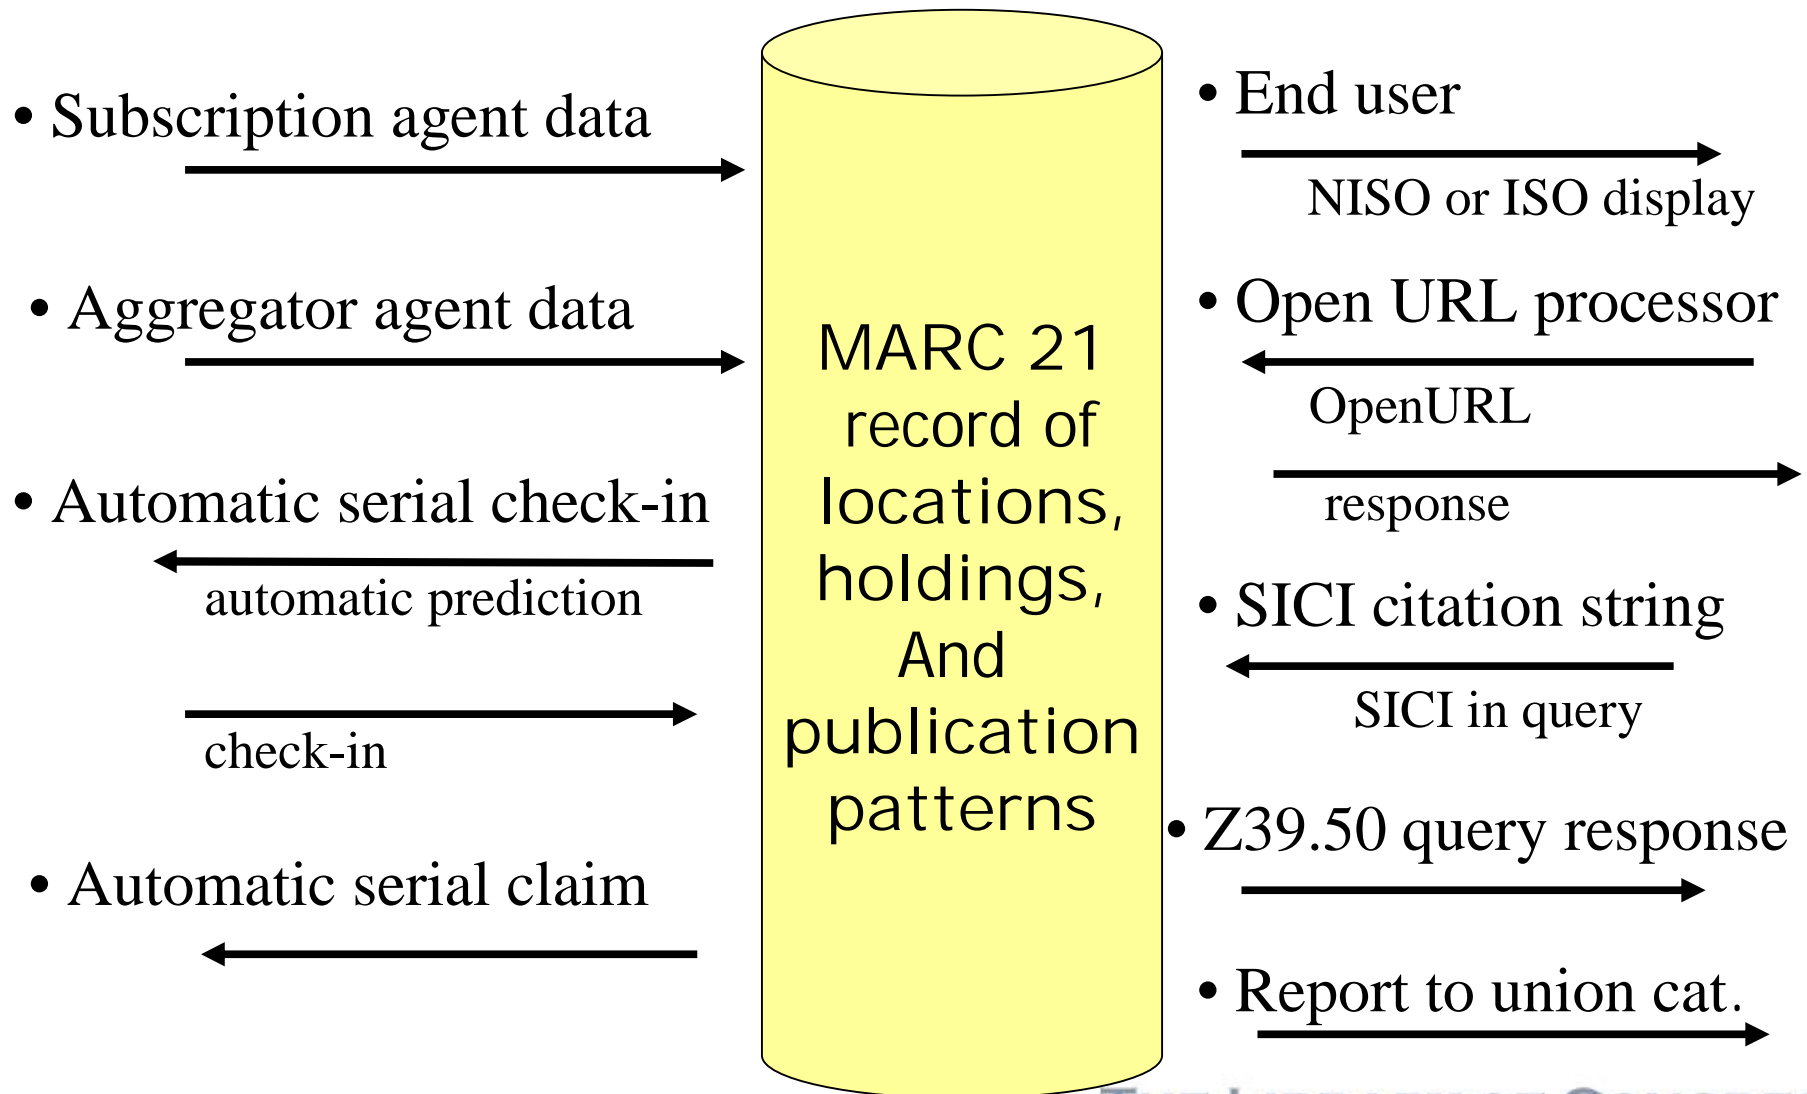 • Subscription agent data
• Aggregator agent data
• Automatic serial check-in
automatic prediction
check-in
• Automatic serial claim
MARC 21
record of
locations,
holdings,
And
publication
patterns
• End user
NISO or ISO display
• Open URL processor
OpenURL
response
• SICI citation string
SICI in query
• Z39.50 query response
• Report to union cat.